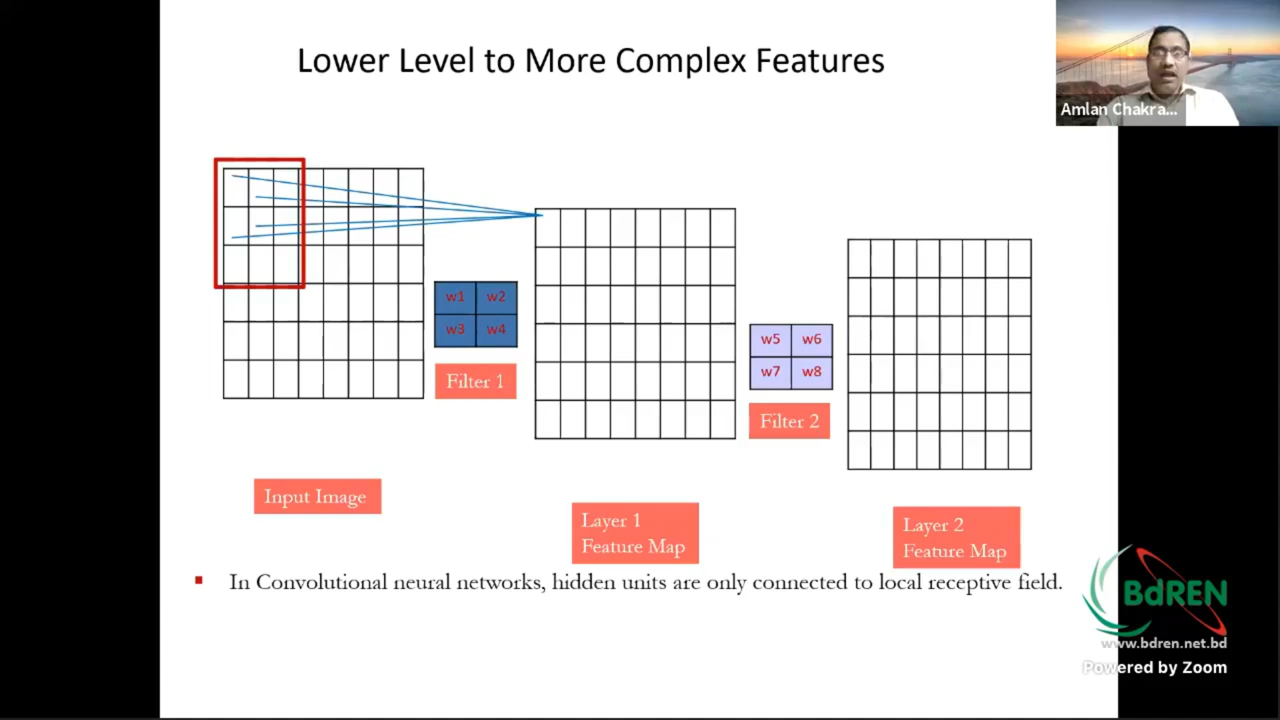 Lower Level to More Complex Features
Amlan Chakra...
w1 w2
w3 w4
Filter 1
w5 w6
w7 w8
Filter 2
Input Image
Layer 1
Feature Map
Layer 2
Feature Map
In Convolutional neural networks, hidden units are only connected to local receptive field.
BdREN
www.bdren.net.bd
Powered by Zoom